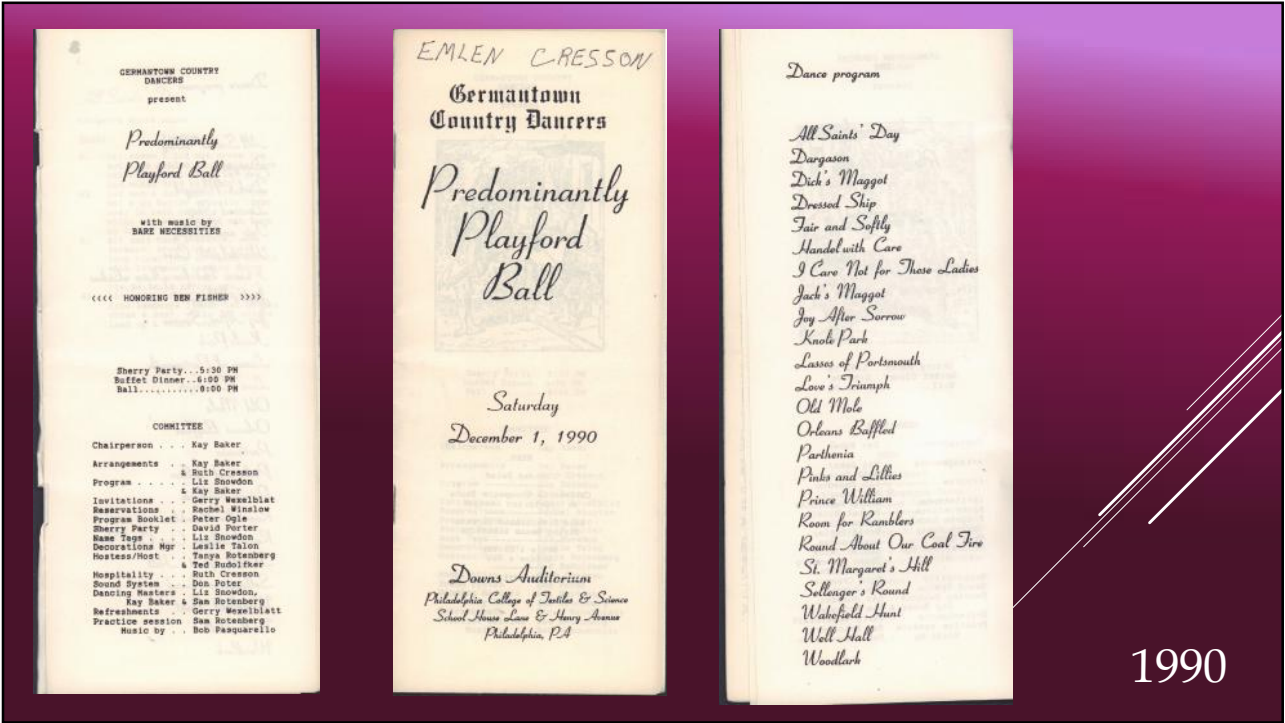 GERMANTOWN COUNTRY
DANCERS
present
Predominantly
Playford Ball
with music by
BARE NECESSITIES
<<<< HONORING BEN FISHER >>>>
Sherry Party...5:30 PM
Buffet Dinner..6:00 PM
Ball...........8:00 PM
COMMITTEE
Chairperson . . . Kay Baker
Arrangements . . Kay Baker
& Ruth Cresson
Program . . . . . Liz Snowdon
& Kay Baker
Invitations . . . Gerry Wexelblat
Reservations . . Rachel Winslow
Program Booklet . Peter Ogle
Sherry Party . . David Porter
Name Tags . . . . Liz Snowdon
Decorations Mgr . Leslie Talon
Hostess/Host . . Tanya Rotenberg
& Ted Rudolfker
Hospitality . . . Ruth Cresson
Sound System . . Don Poter
Dancing Masters . Liz Snowdon,
Kay Baker & Sam Rotenberg
Refreshments . . Gerry Wexelblatt
Practice session Sam Rotenberg
Music by . . Bob Pasquarello
EMLEN CRESSON
Germantown
Country Dancers
Predominantly
Playford
Ball
Saturday
December 1, 1990
Downs Auditorium
Philadelphia College of Textiles & Science
School House Lane & Henry Avenue
Philadelphia, PA
Dance program
All Saints' Day
Dargason
Dick's Maggot
Dressed Ship
Fair and Softly
Handel with Care
I Care Not for These Ladies
Jack's Maggot
Joy After Sorrow
Knole Park
Lasses of Portsmouth
Love's Triumph
Old Mole
Orleans Baffled
Parthenia
Pinks and Lillies
Prince William
Room for Ramblers
Round About Our Coal Fire
St. Margaret's Hill
Sellenger's Round
Wakefield Hunt
Well Hall
Woodlark
1990